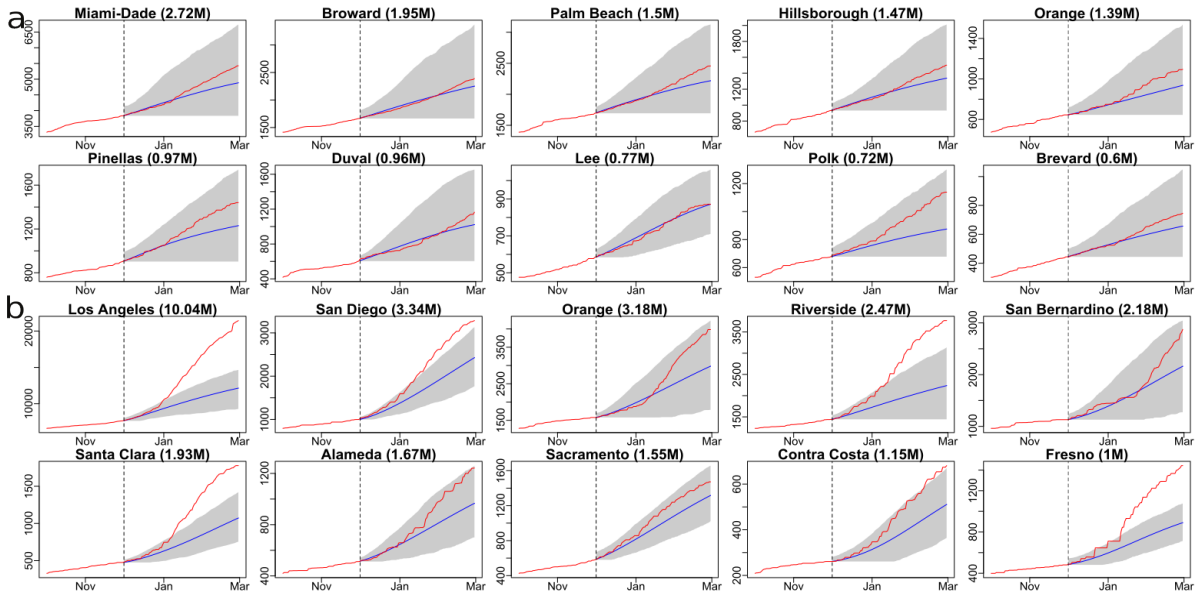 a
Miami-Dade (2.72M) Broward (1.95M) Palm Beach (1.5M) Hillsborough (1.47M) Orange (1.39M)
3500 5000 6500 1500 2500 1500 2500 800 1200 1600 2000 600 800 1000 1400
Nov Jan Mar Nov Jan Mar Nov Jan Mar Nov Jan Mar Nov Jan Mar
Pinellas (0.97M) Duval (0.96M) Lee (0.77M) Polk (0.72M) Brevard (0.6M)
800 1200 1600 400 800 1200 1600 500 700 900 600 800 1200 400 600 800
Nov Jan Mar Nov Jan Mar Nov Jan Mar Nov Jan Mar Nov Jan Mar
b
Los Angeles (10.04M) San Diego (3.34M) Orange (3.18M) Riverside (2.47M) San Bernardino (2.18M)
10000 20000 1000 2000 3000 1500 2500 3500 1500 2500 3500 1000 2000 3000
Nov Jan Mar Nov Jan Mar Nov Jan Mar Nov Jan Mar Nov Jan Mar
Santa Clara (1.93M) Alameda (1.67M) Sacramento (1.55M) Contra Costa (1.15M) Fresno (1M)
500 1000 1500 400 800 1200 400 800 1200 1600 200 400 600 400 600 1000 1400
Nov Jan Mar Nov Jan Mar Nov Jan Mar Nov Jan Mar Nov Jan Mar